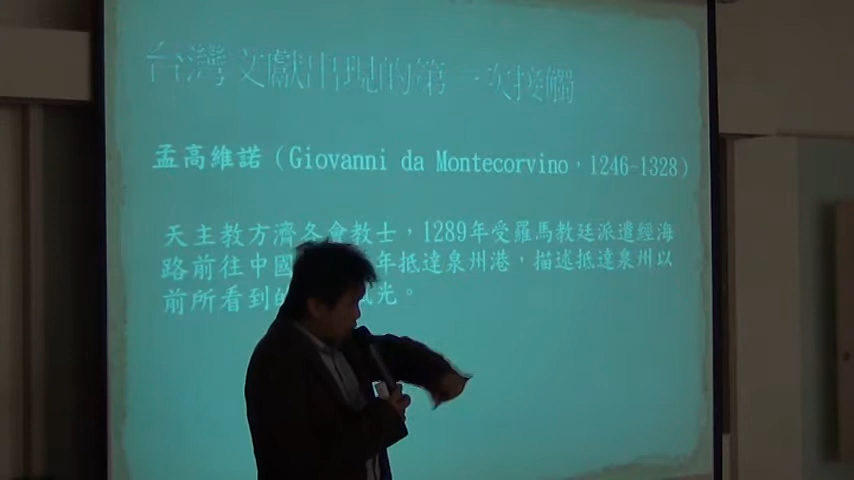 台灣文獻出現的第一次接觸
孟高維諾（Giovanni da Montecorvino，1246-1328）
天主教方濟各會教士，1289年受羅馬教廷派遣經海
路前往中國 年抵達泉州港，描述抵達泉州以
前所看到的 風光。